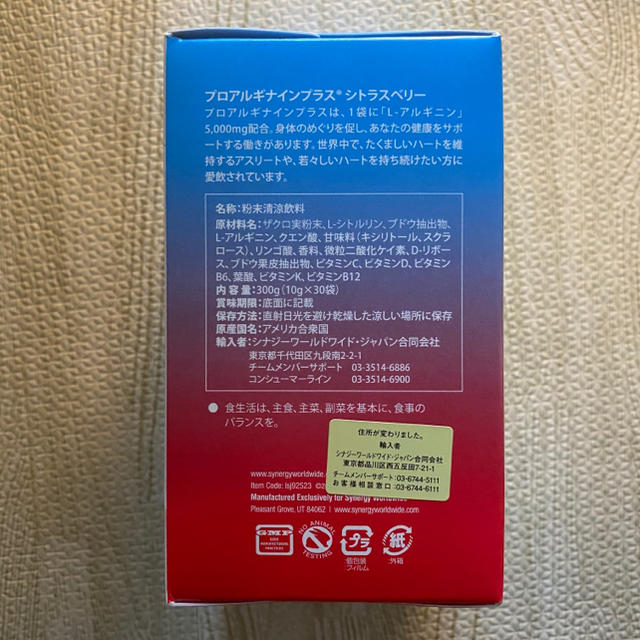 プロアルギナインプラス® シトラスベリー
プロアルギナインプラスは、1袋に「L-アルギニン」
5,000mg配合。身体のめぐりを促し、あなたの健康をサポ
ートする働きがあります。世界中で、たくましいハートを維
持するアスリートや、若々しいハートを持ち続けたい方に
愛飲されています。
名称:粉末清涼飲料
原材料名:ザクロ実粉末、L-シトルリン、ブドウ抽出物、
L-アルギニン、クエン酸、甘味料(キシリトール、スクラ
ロース)、リンゴ酸、香料、微粒二酸化ケイ素、D-リボー
ス、ブドウ果皮抽出物、ビタミンC、ビタミンD、ビタミン
B6、葉酸、ビタミンK、ビタミンB12
内容量:300g(10g×30袋)
賞味期限:底面に記載
保存方法:直射日光を避け乾燥した涼しい場所に保存
原産国名:アメリカ合衆国
輸入者:シナジーワールドワイド・ジャパン合同会社
東京都千代田区九段南2-2-1
チームメンバーサポート 03-3514-6886
コンシューマーライン 03-3514-6900
● 食生活は、主食、主菜、副菜を基本に、食事の
バランスを。
住所が変わりました。
輸入者
シナジーワールドワイド・ジャパン合同会社
東京都品川区西五反田7-21-1
チームメンバーサポート:03-6744-5111
お客様相談窓口:03-6744-6111
www.synergyworldwide.com
Item Code: lsj92523 ©20
Manufactured Exclusively for Synergy Worldwide
Pleasant Grove, UT 84062 / www.synergyworldwide.com
GMP
GOOD
MANUFACTURING
PRACTICES
NO ANIMAL
TESTING
プラ
:個包装
フィルム
紙
:外箱